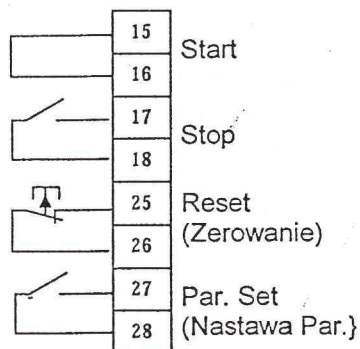 15
Start
16
17
Stop
18
25 Reset
(Zerowanie)
26
27 Par. Set
28 (Nastawa Par.}